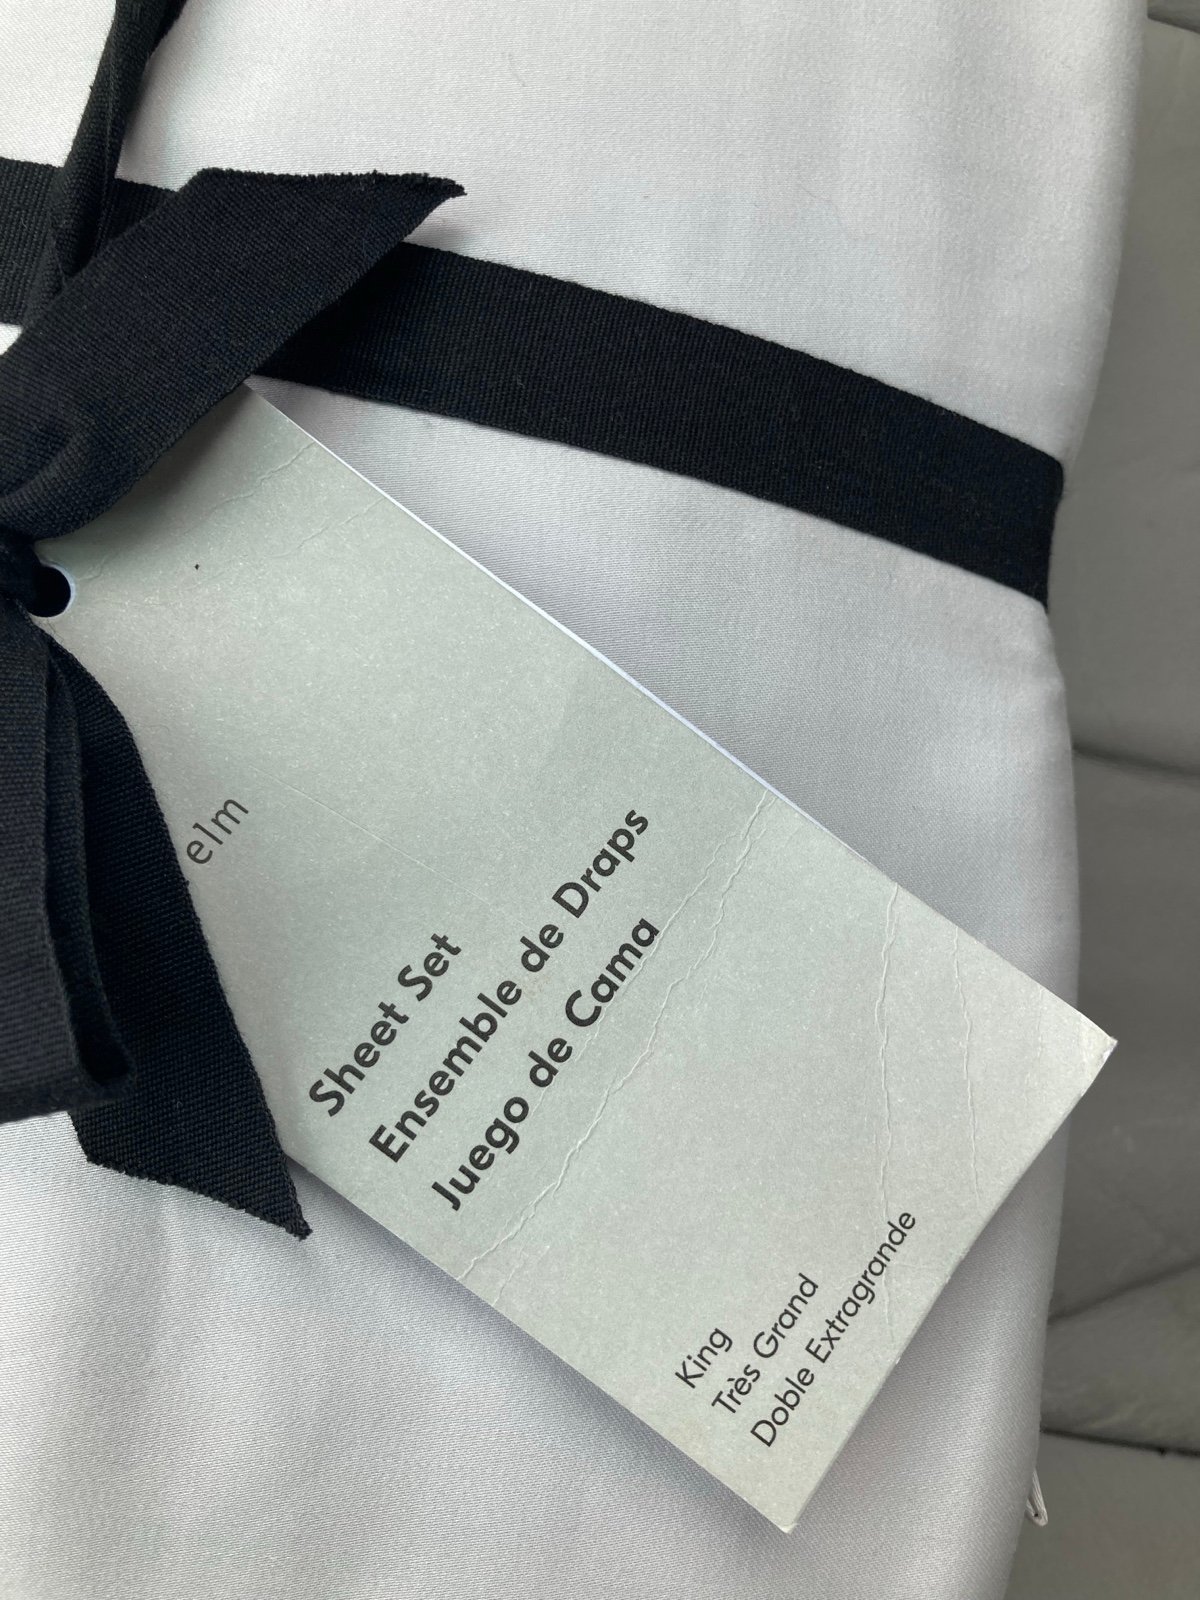 elm
Sheet Set
Ensemble de Draps
Juego de Cama
King
Très Grand
Doble Extragrande